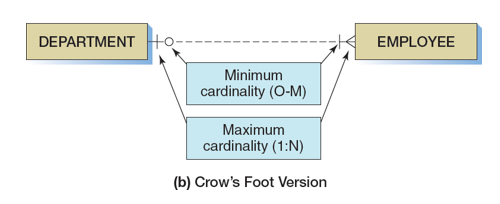 DEPARTMENT
EMPLOYEE
Minimum
cardinality (O-M)
Maximum
cardinality (1:N)
(b) Crow's Foot Version